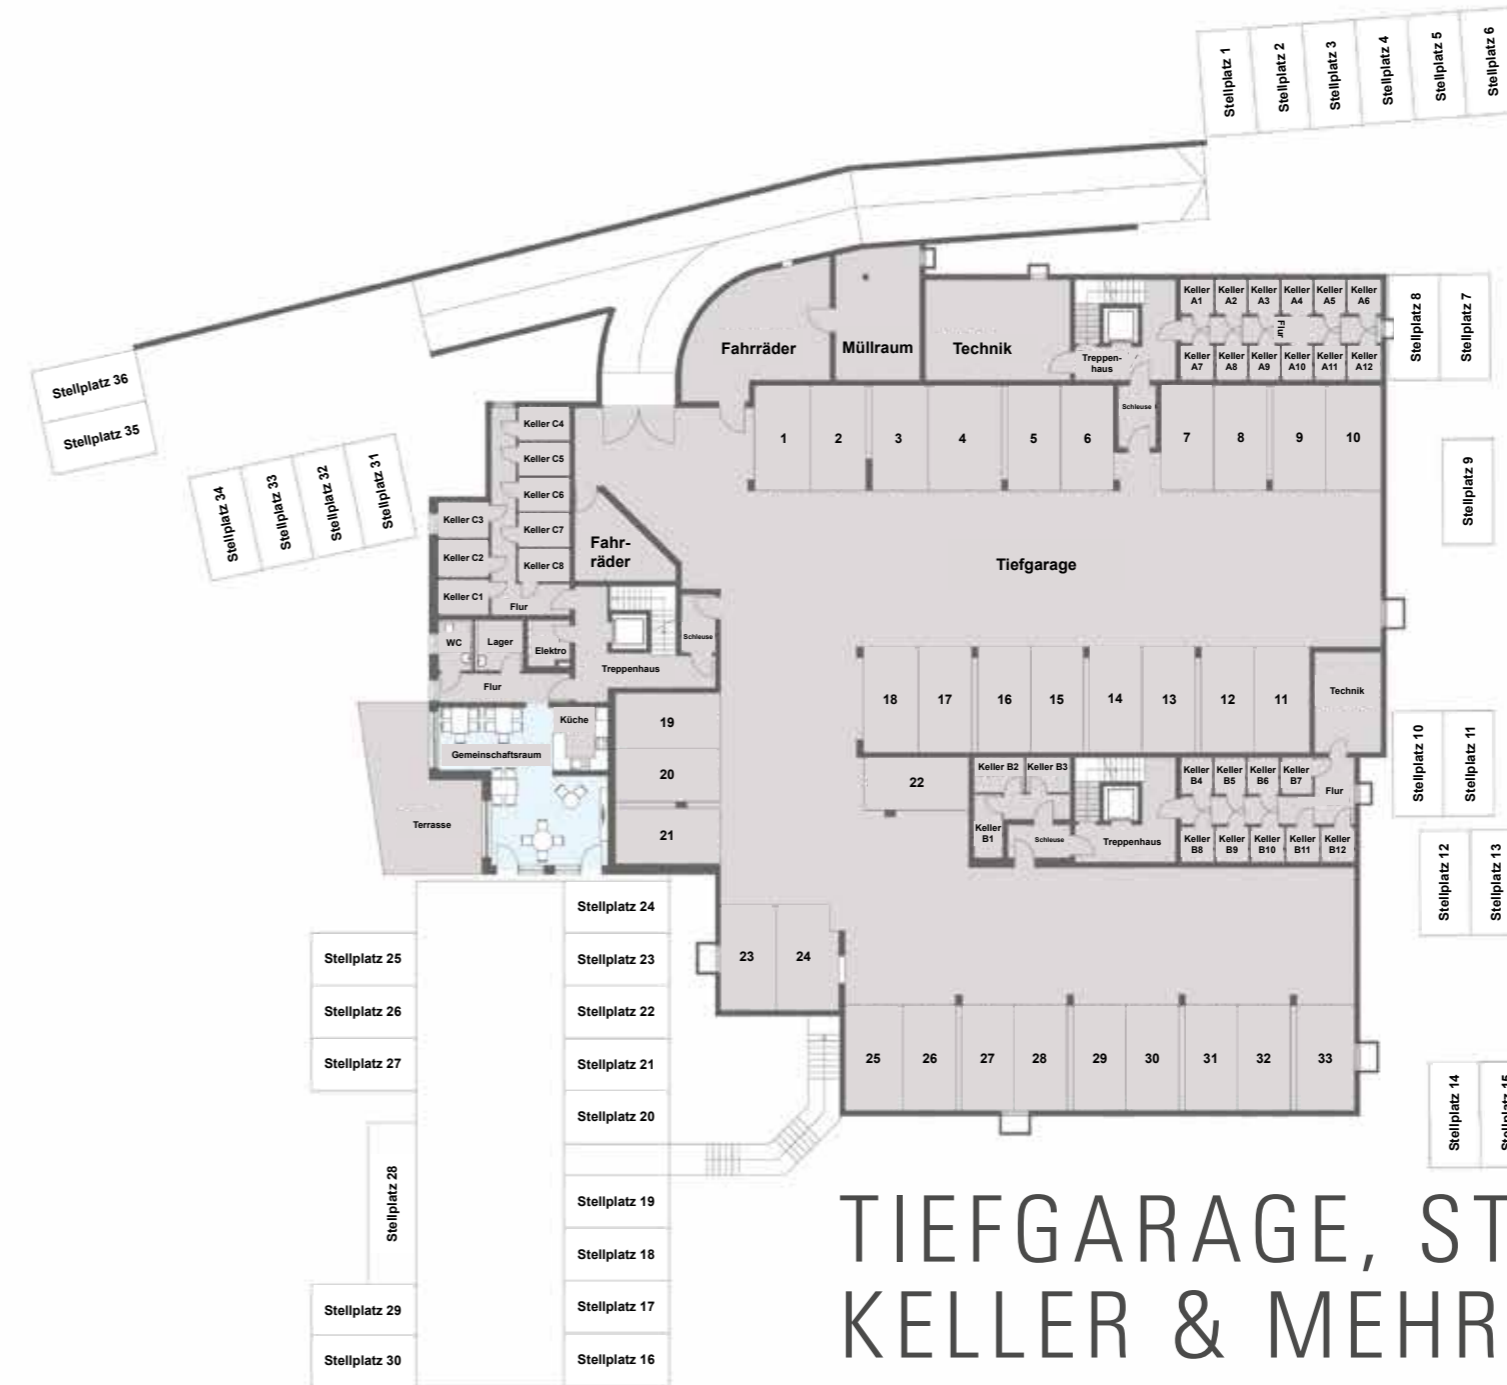 Stellplatz 1
Stellplatz 2
Stellplatz 3
Stellplatz 4
Stellplatz 5
Stellplatz 6
Stellplatz 36
Stellplatz 35
Stellplatz 34
Stellplatz 33
Stellplatz 32
Stellplatz 31
Fahrräder
Müllraum
Technik
Treppen-
haus
Keller
A1
Keller
A2
Keller
A3
Keller
A4
Keller
A5
Keller
A6
Flur
Keller
A7
Keller
A8
Keller
A9
Keller
A10
Keller
A11
Keller
A12
Stellplatz 8
Stellplatz 7
Schleuse
1
2
3
4
5
6
7
8
9
10
Stellplatz 9
Keller C4
Keller C5
Keller C6
Keller C7
Keller C8
Keller C3
Keller C2
Keller C1
Flur
Fahr-
räder
Tiefgarage
WC
Lager
Elektro
Schleuse
Treppenhaus
Flur
Küche
Gemeinschaftsraum
Terrasse
19
20
21
18
17
16
15
14
13
12
11
Technik
22
Keller B2
Keller B3
Keller
B1
Schleuse
Treppenhaus
Keller
B4
Keller
B5
Keller
B6
Keller
B7
Flur
Keller
B8
Keller
B9
Keller
B10
Keller
B11
Keller
B12
Stellplatz 10
Stellplatz 11
Stellplatz 12
Stellplatz 13
23
24
25
26
27
28
29
30
31
32
33
Stellplatz 14
Stellplatz 15
Stellplatz 24
Stellplatz 23
Stellplatz 22
Stellplatz 21
Stellplatz 20
Stellplatz 19
Stellplatz 18
Stellplatz 17
Stellplatz 16
Stellplatz 25
Stellplatz 26
Stellplatz 27
Stellplatz 28
Stellplatz 29
Stellplatz 30
TIEFGARAGE, ST
KELLER & MEHR